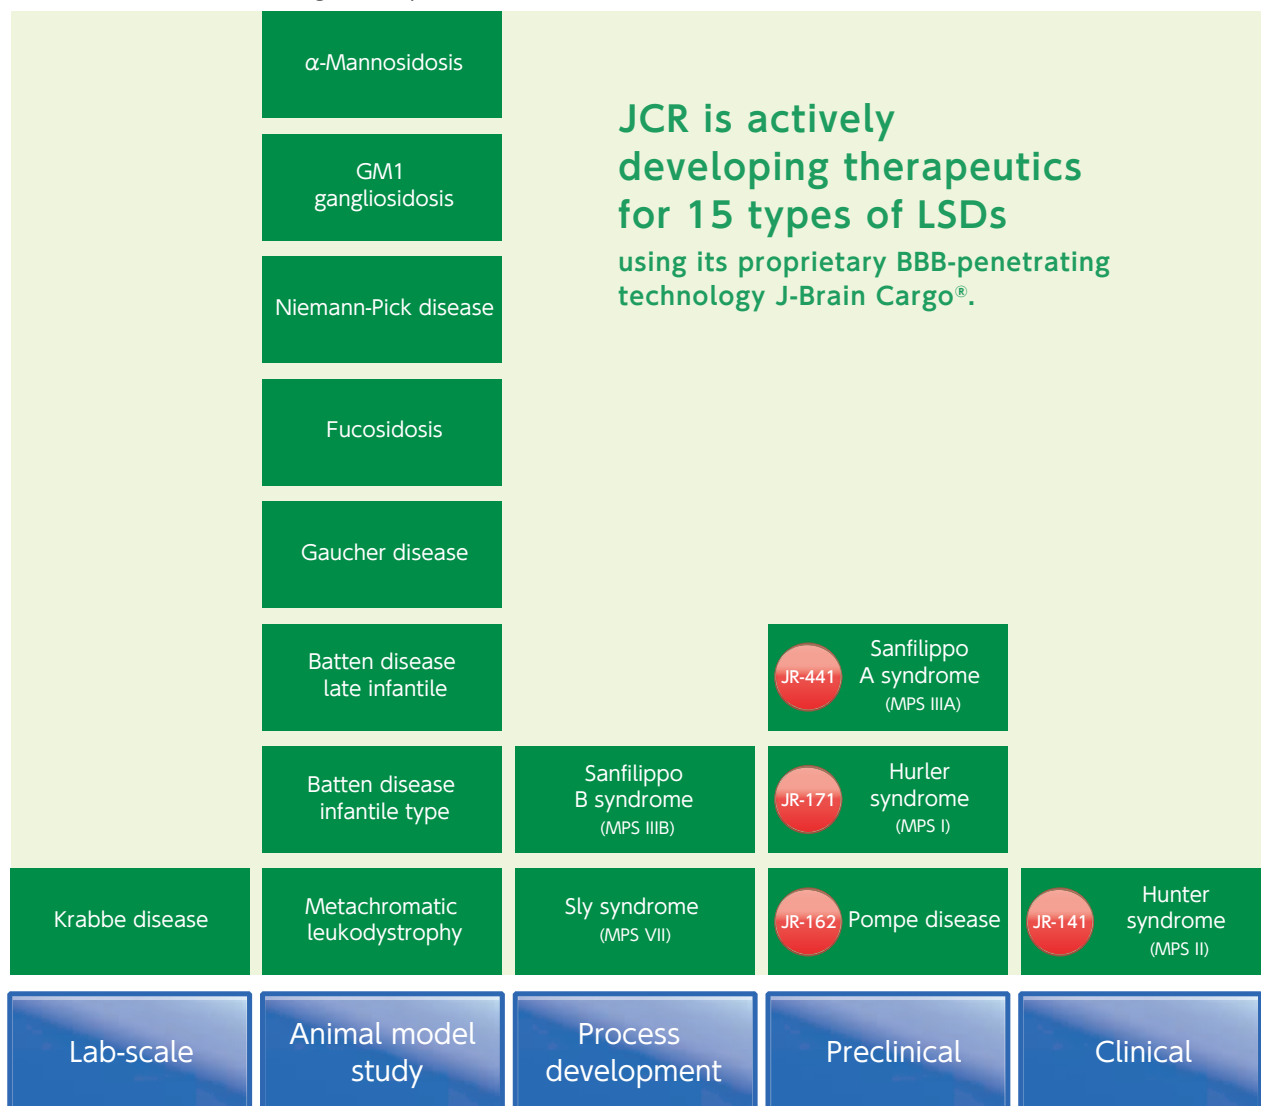 α-Mannosidosis
GM1
gangliosidosis
Niemann-Pick disease
Fucosidosis
Gaucher disease
JCR is actively
developing therapeutics
for 15 types of LSDs
using its proprietary BBB-penetrating
technology J-Brain Cargo®.
Batten disease
late infantile
JR-441
Sanfilippo
A syndrome
(MPS IIIA)
Batten disease
infantile type
Sanfilippo
B syndrome
(MPS IIIB)
JR-171
Hurler
syndrome
(MPS I)
Krabbe disease
Metachromatic
leukodystrophy
Sly syndrome
(MPS VII)
JR-162
Pompe disease
JR-141
Hunter
syndrome
(MPS II)
Lab-scale
Animal model
study
Process
development
Preclinical
Clinical